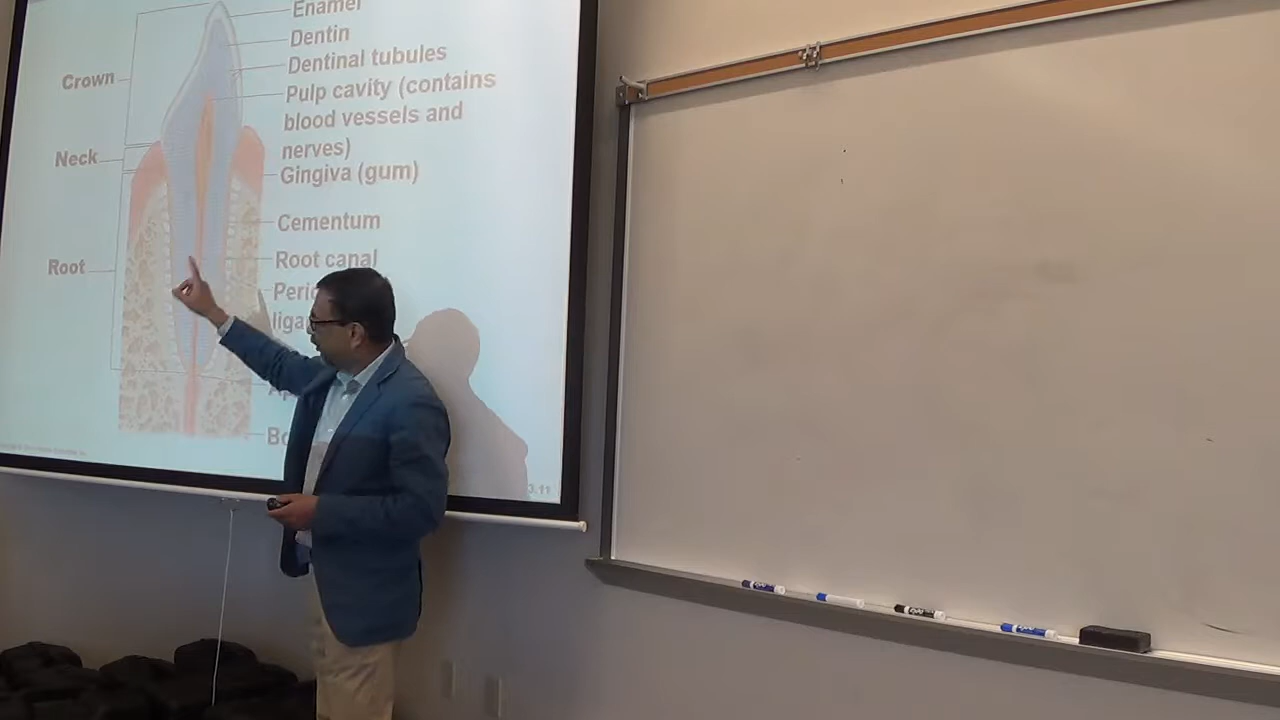 Enamel
Dentin
Dentinal tubules
Crown
Pulp cavity (contains
blood vessels and
nerves)
Neck
Gingiva (gum)
Cementum
Root
Root canal